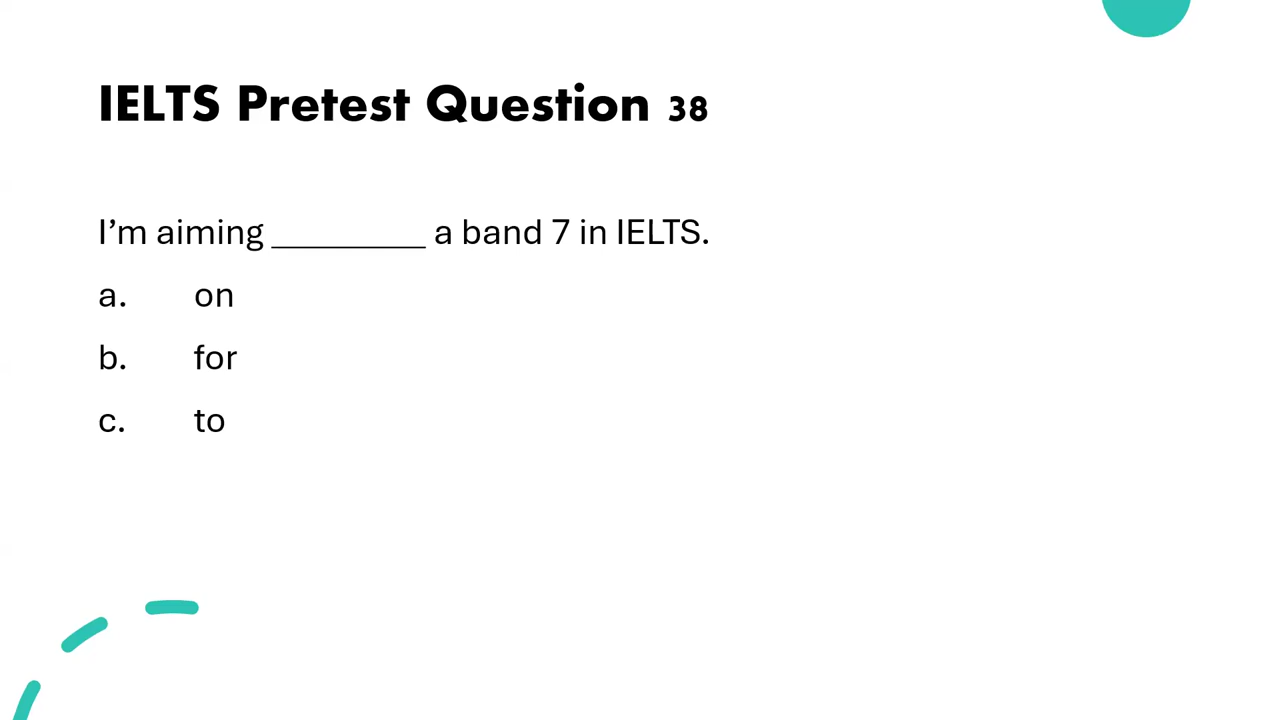 IELTS Pretest Question 38
I’m aiming _________ a band 7 in IELTS.
a. on
b. for
c. to